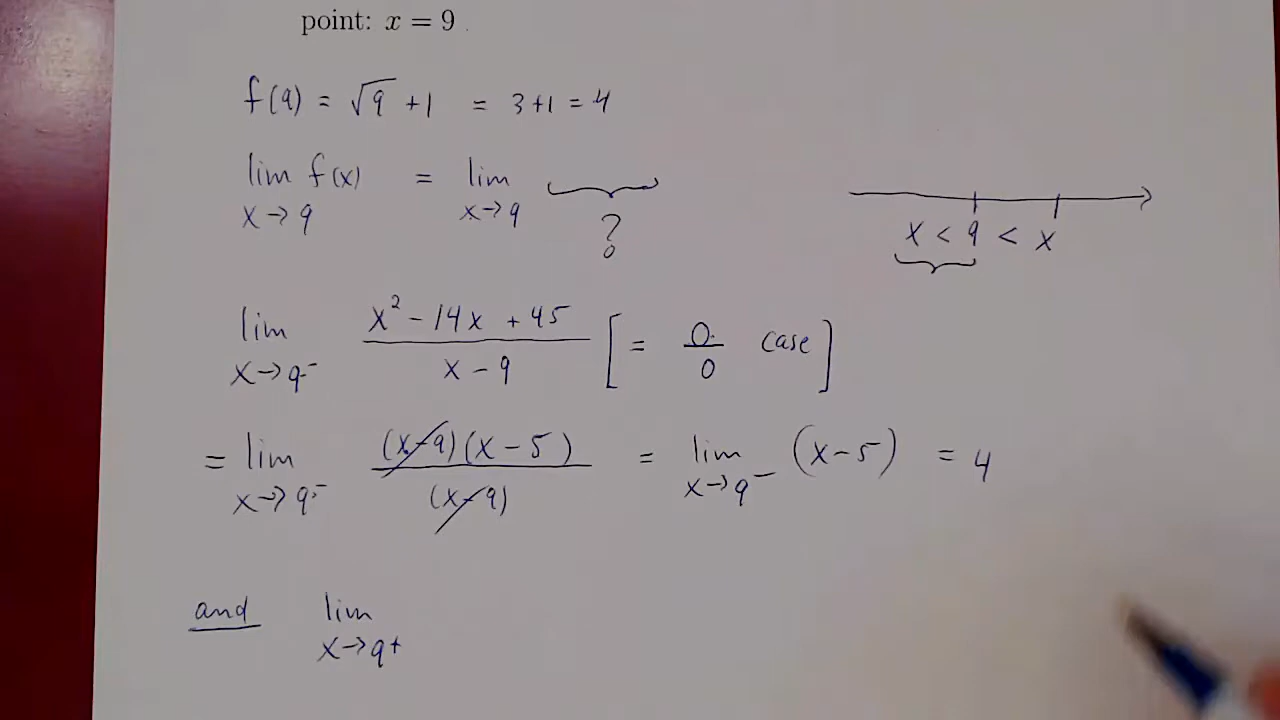 point: x = 9.
f(9) = √9 + 1 = 3+1 = 4
lim f(x) = lim
x→9 x→9 ?
x < 9 < x
lim x² - 14x + 45 [= 0 case]
x→9⁻ x - 9 0
= lim (x-9)(x-5) = lim (x-5) = 4
x→9⁻ (x-9) x→9⁻
and lim
x→9+